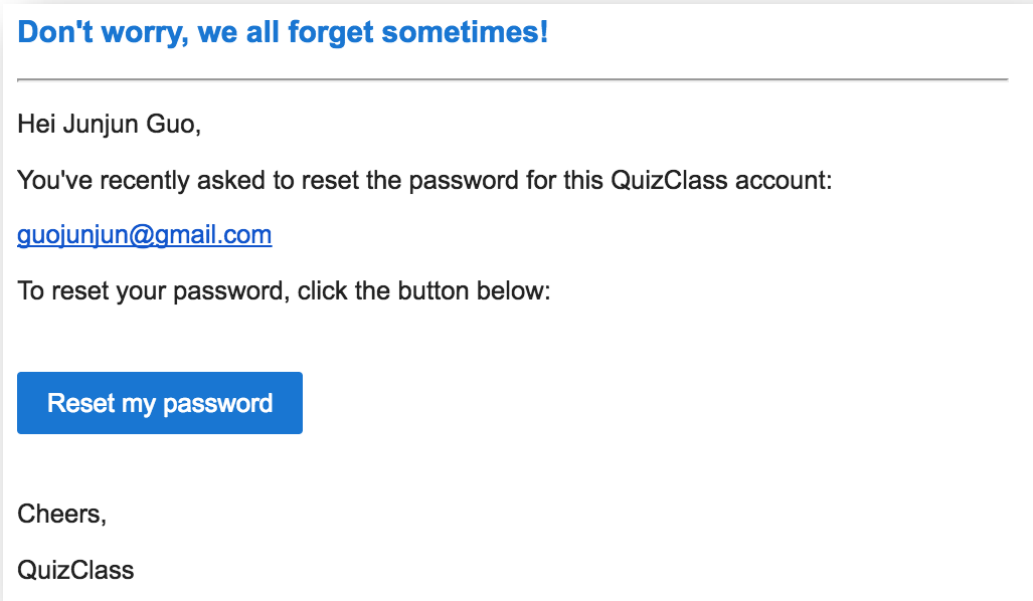 Don't worry, we all forget sometimes!
Hei Junjun Guo,
You've recently asked to reset the password for this QuizClass account:
guojunjun@gmail.com
To reset your password, click the button below:
Reset my password
Cheers,
QuizClass